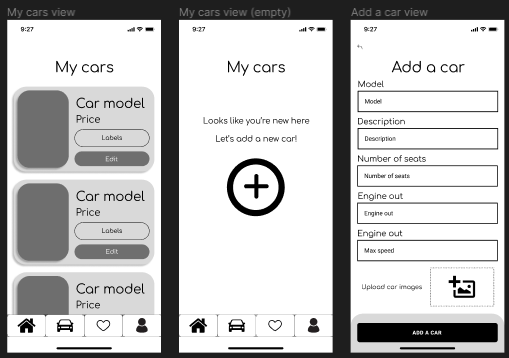 My cars view
9:27
My cars
Car model
Price
Labels
Edit
Car model
Price
Labels
Edit
Car model
Price
My cars view (empty)
9:27
My cars
Looks like you're new here
Let's add a new car!
Add a car view
9:27
Add a car
Model
Model
Description
Description
Number of seats
Number of seats
Engine out
Engine out
Engine out
Max speed
Upload car images
ADD A CAR